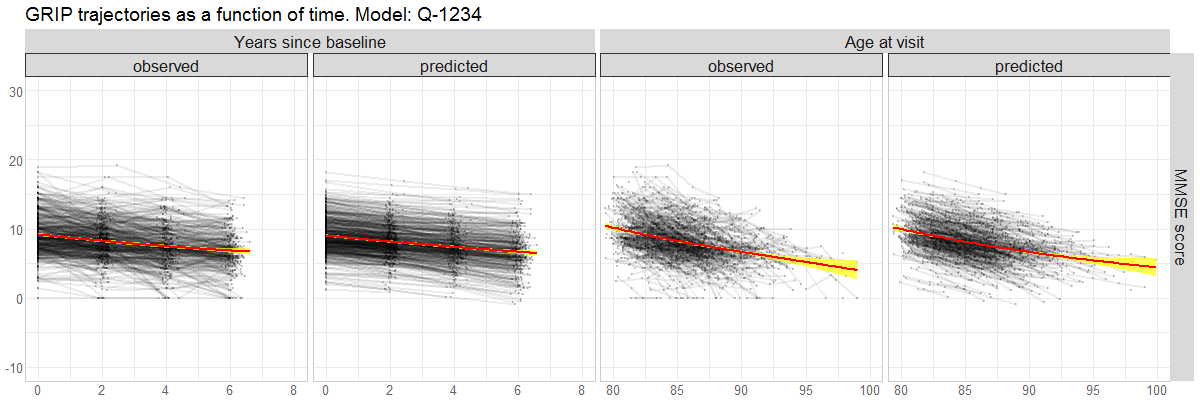 GRIP trajectories as a function of time. Model: Q-1234
Years since baseline Age at visit
observed predicted observed predicted
30
20
10
0
-10
MMSE score
0 2 4 6 8 0 2 4 6 8 80 85 90 95 100 80 85 90 95 100